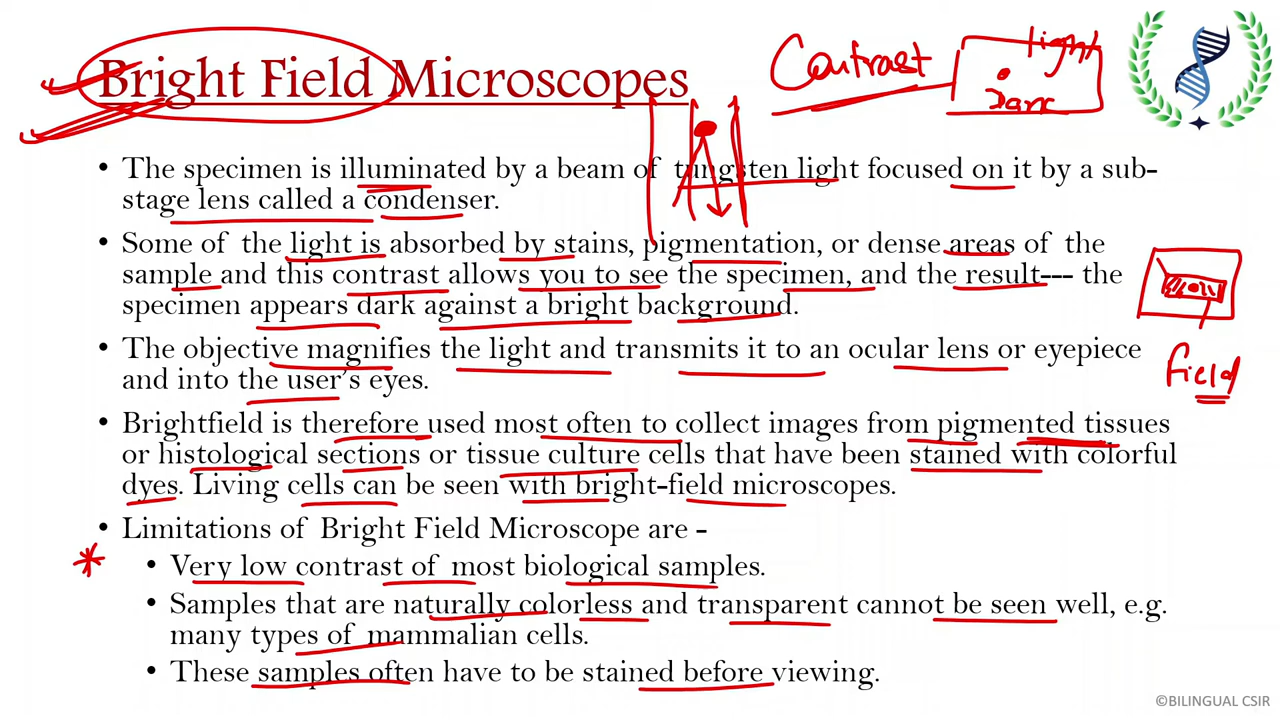 Bright Field Microscopes
Contrast
light
Dark
• The specimen is illuminated by a beam of tungsten light focused on it by a sub-
stage lens called a condenser.
• Some of the light is absorbed by stains, pigmentation, or dense areas of the
sample and this contrast allows you to see the specimen, and the result--- the
specimen appears dark against a bright background.
• The objective magnifies the light and transmits it to an ocular lens or eyepiece
and into the user's eyes.
field
• Brightfield is therefore used most often to collect images from pigmented tissues
or histological sections or tissue culture cells that have been stained with colorful
dyes. Living cells can be seen with bright-field microscopes.
• Limitations of Bright Field Microscope are -
• Very low contrast of most biological samples.
• Samples that are naturally colorless and transparent cannot be seen well, e.g.
many types of mammalian cells.
• These samples often have to be stained before viewing.
©BILINGUAL CSIR